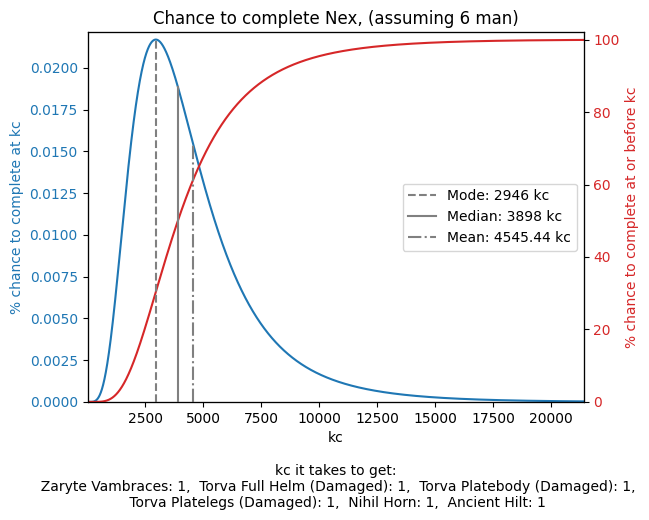 Chance to complete Nex, (assuming 6 man)
% chance to complete at kc
0.0200
0.0175
0.0150
0.0125
0.0100
0.0075
0.0050
0.0025
0.0000
Mode: 2946 kc
Median: 3898 kc
Mean: 4545.44 kc
100
80
60
40
20
0
% chance to complete at or before kc
2500 5000 7500 10000 12500 15000 17500 20000
kc
kc it takes to get:
Zaryte Vambraces: 1, Torva Full Helm (Damaged): 1, Torva Platebody (Damaged): 1,
Torva Platelegs (Damaged): 1, Nihil Horn: 1, Ancient Hilt: 1